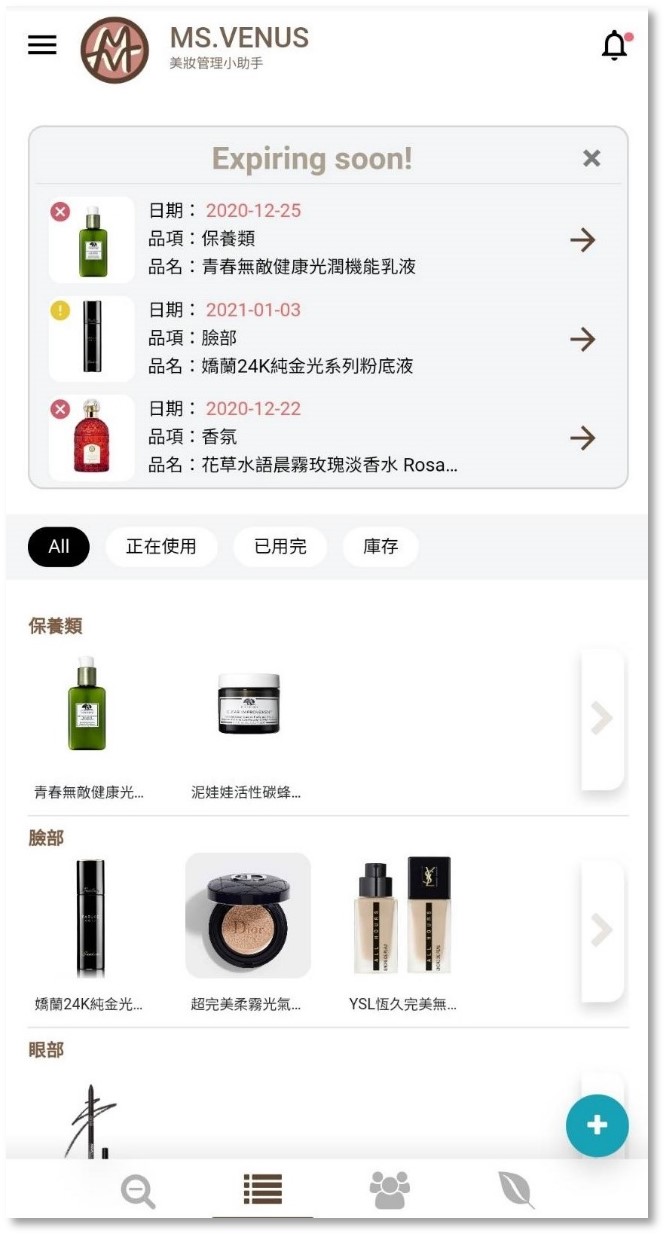 MS.VENUS
美妝管理小助手
Expiring soon!
日期： 2020-12-25
品項：保養類
品名：青春無敵健康光潤機能乳液
日期： 2021-01-03
品項：臉部
品名：嬌蘭24K純金光系列粉底液
日期： 2020-12-22
品項：香氛
品名：花草水語晨霧玫瑰淡香水 Rosa...
All
正在使用
已用完
庫存
保養類
青春無敵健康光...
泥娃娃活性碳蜂...
臉部
Dior
ALL HOURS
ALL HOURS
嬌蘭24K純金光...
超完美柔霧光氣...
YSL恆久完美無...
眼部